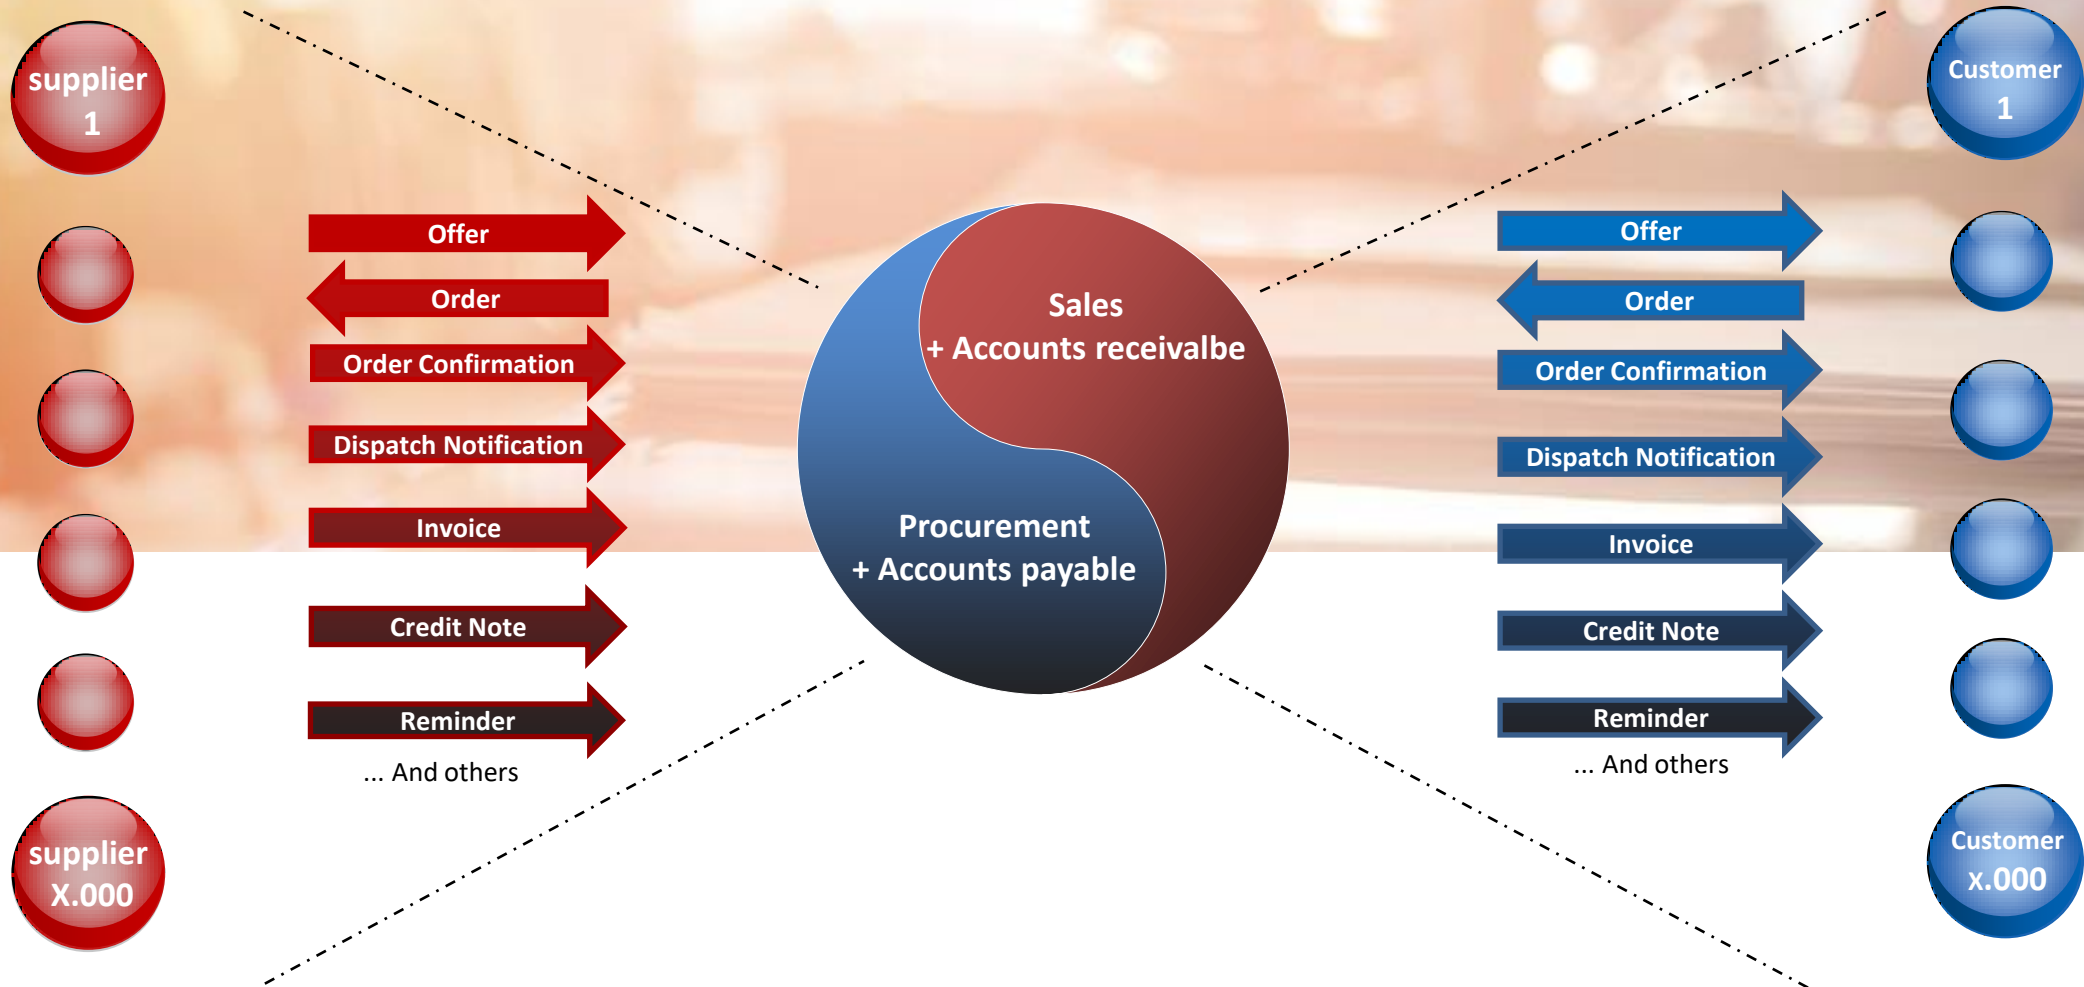 supplier
1
Offer
Order
Order Confirmation
Dispatch Notification
Invoice
Credit Note
Reminder
... And others
supplier
X.000
Sales
+ Accounts receivalbe
Procurement
+ Accounts payable
Customer
1
Offer
Order
Order Confirmation
Dispatch Notification
Invoice
Credit Note
Reminder
... And others
Customer
x.000